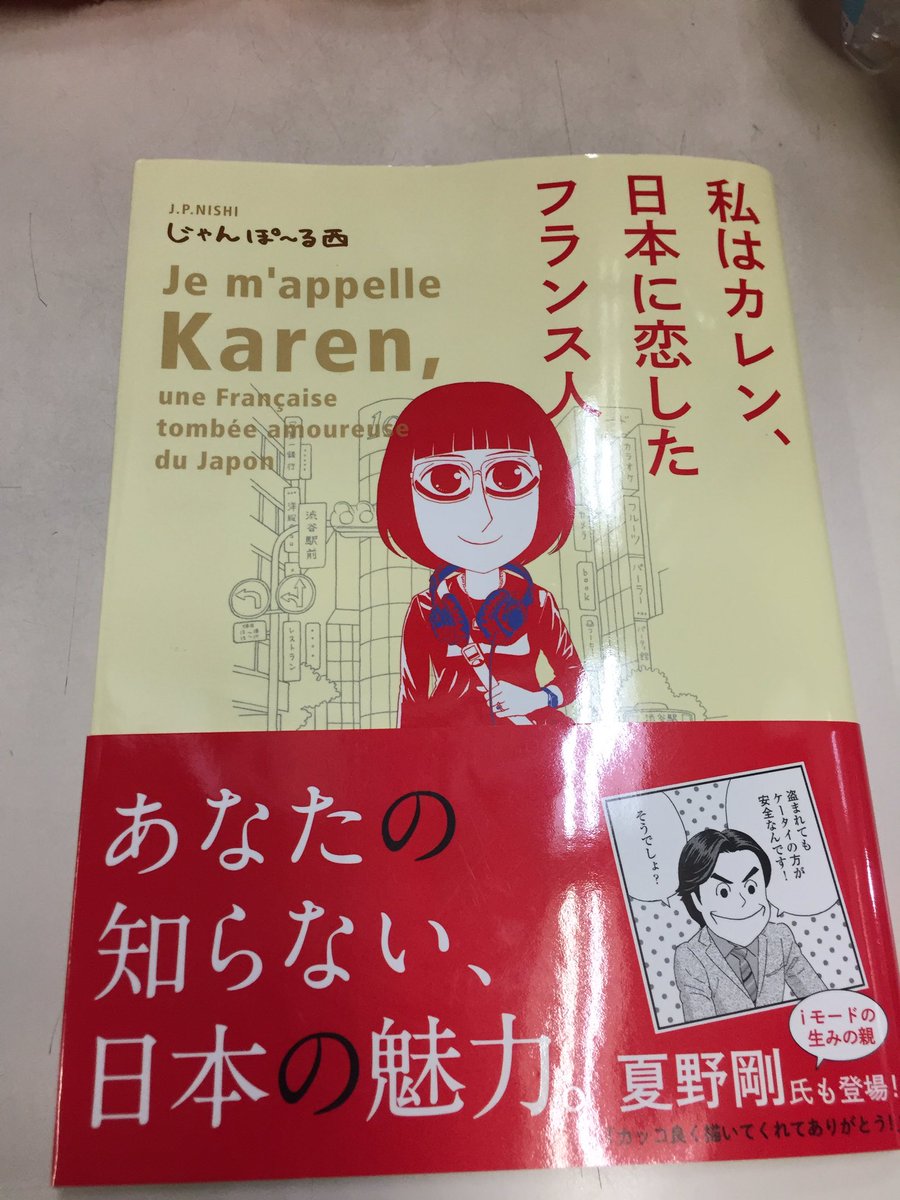 私はカレン、
日本に恋した
フランス人
J.P.NISHI
じゃんぽ〜る西
Je m'appelle
Karen,
une Française
tombée amoureuse
du Japon
渋谷駅前
レストラン
カラオケ
フルーツ
パーラー
book
あなたの
知らない、
日本の魅力。
盗まれても
ケータイの方が
安全なんです!
そうでしょ?
iモードの
生みの親
夏野剛氏も登場!
カッコ良く描いてくれてありがとう!